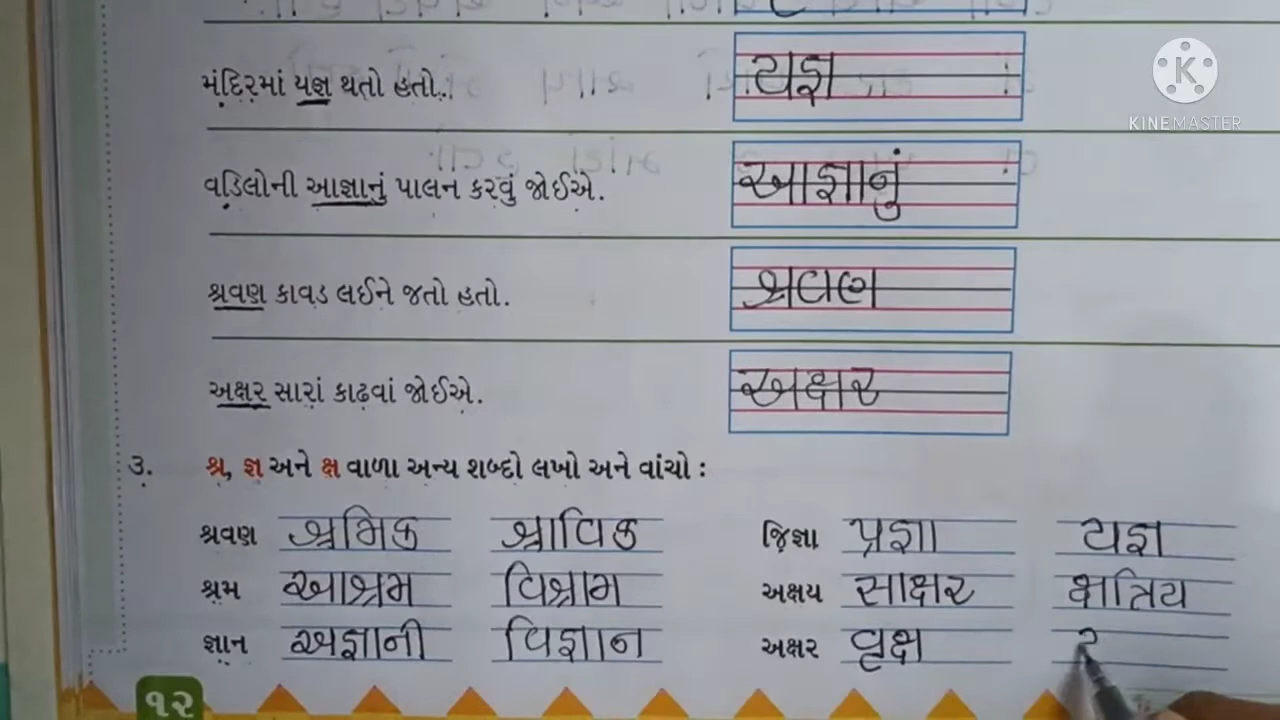 મંદિરમાં યજ્ઞ થતો હતો. યજ્ઞ
KINEMASTER
વડિલોની આજ્ઞાનું પાલન કરવું જોઈએ. આજ્ઞાનું
શ્રવણ કાવડ લઈને જતો હતો. શ્રવણ
અક્ષર સારાં કાઢવાં જોઈએ. અક્ષર
૩. શ્ર, જ્ઞ અને ક્ષ વાળા અન્ય શબ્દો લખો અને વાંચો :
શ્રવણ શ્રમિક શ્રાવિક જિજ્ઞા પ્રજ્ઞા યજ્ઞ
શ્રમ આશ્રમ વિશ્રામ અક્ષય સાક્ષર ક્ષત્રિય
જ્ઞાન અજ્ઞાની વિજ્ઞાન અક્ષર વૃક્ષ
૧૨